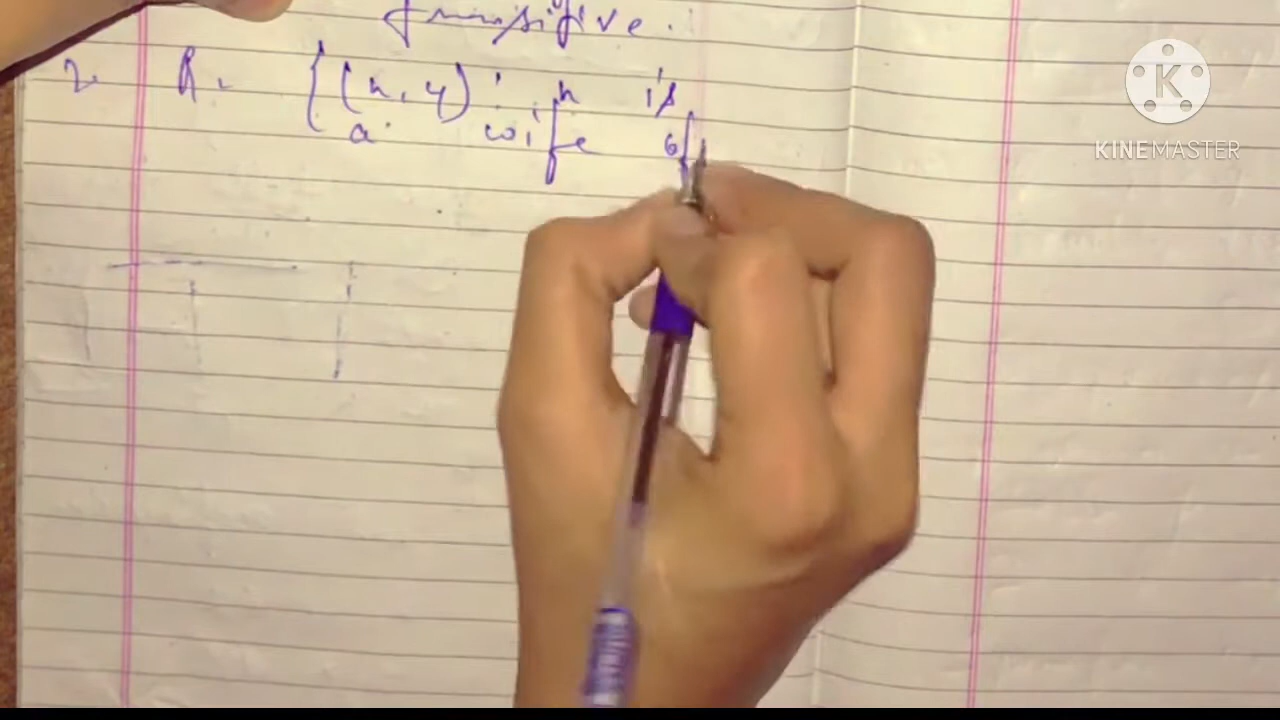 transitive.
2. R = {(x, y) : x is
a wife of
K
KINEMASTER